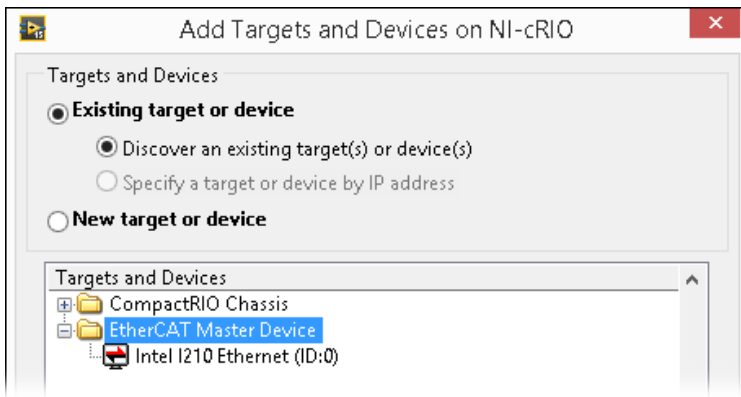 Add Targets and Devices on NI-cRIO
Targets and Devices
Existing target or device
Discover an existing target(s) or device(s)
Specify a target or device by IP address
New target or device
Targets and Devices
CompactRIO Chassis
EtherCAT Master Device
Intel I210 Ethernet (ID:0)